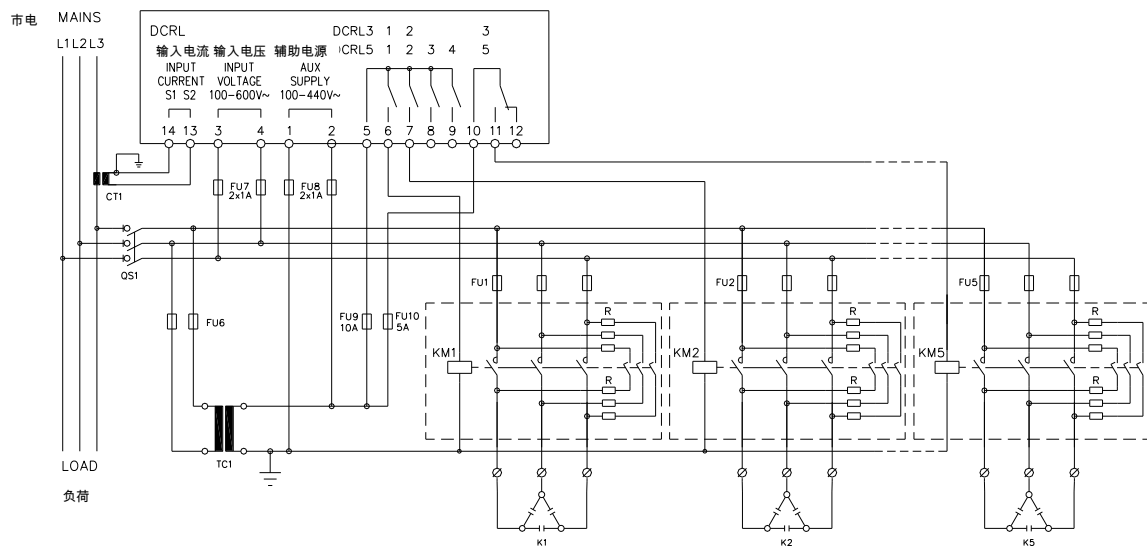 市电 MAINS
L1 L2 L3
DCRL
DCRL3 1 2 3
DCRL5 1 2 3 4 5
输入电流 输入电压 辅助电源
INPUT CURRENT
S1 S2
INPUT VOLTAGE
100-600V~
AUX SUPPLY
100-440V~
14 13 3 4 1 2 5 6 7 8 9 10 11 12
CT1
FU7
2x1A
FU8
2x1A
QS1
FU1
FU2
FU5
FU6
FU9
10A
FU10
5A
R
R
R
KM1
KM2
KM5
R
R
R
TC1
LOAD
负荷
K1
K2
K5